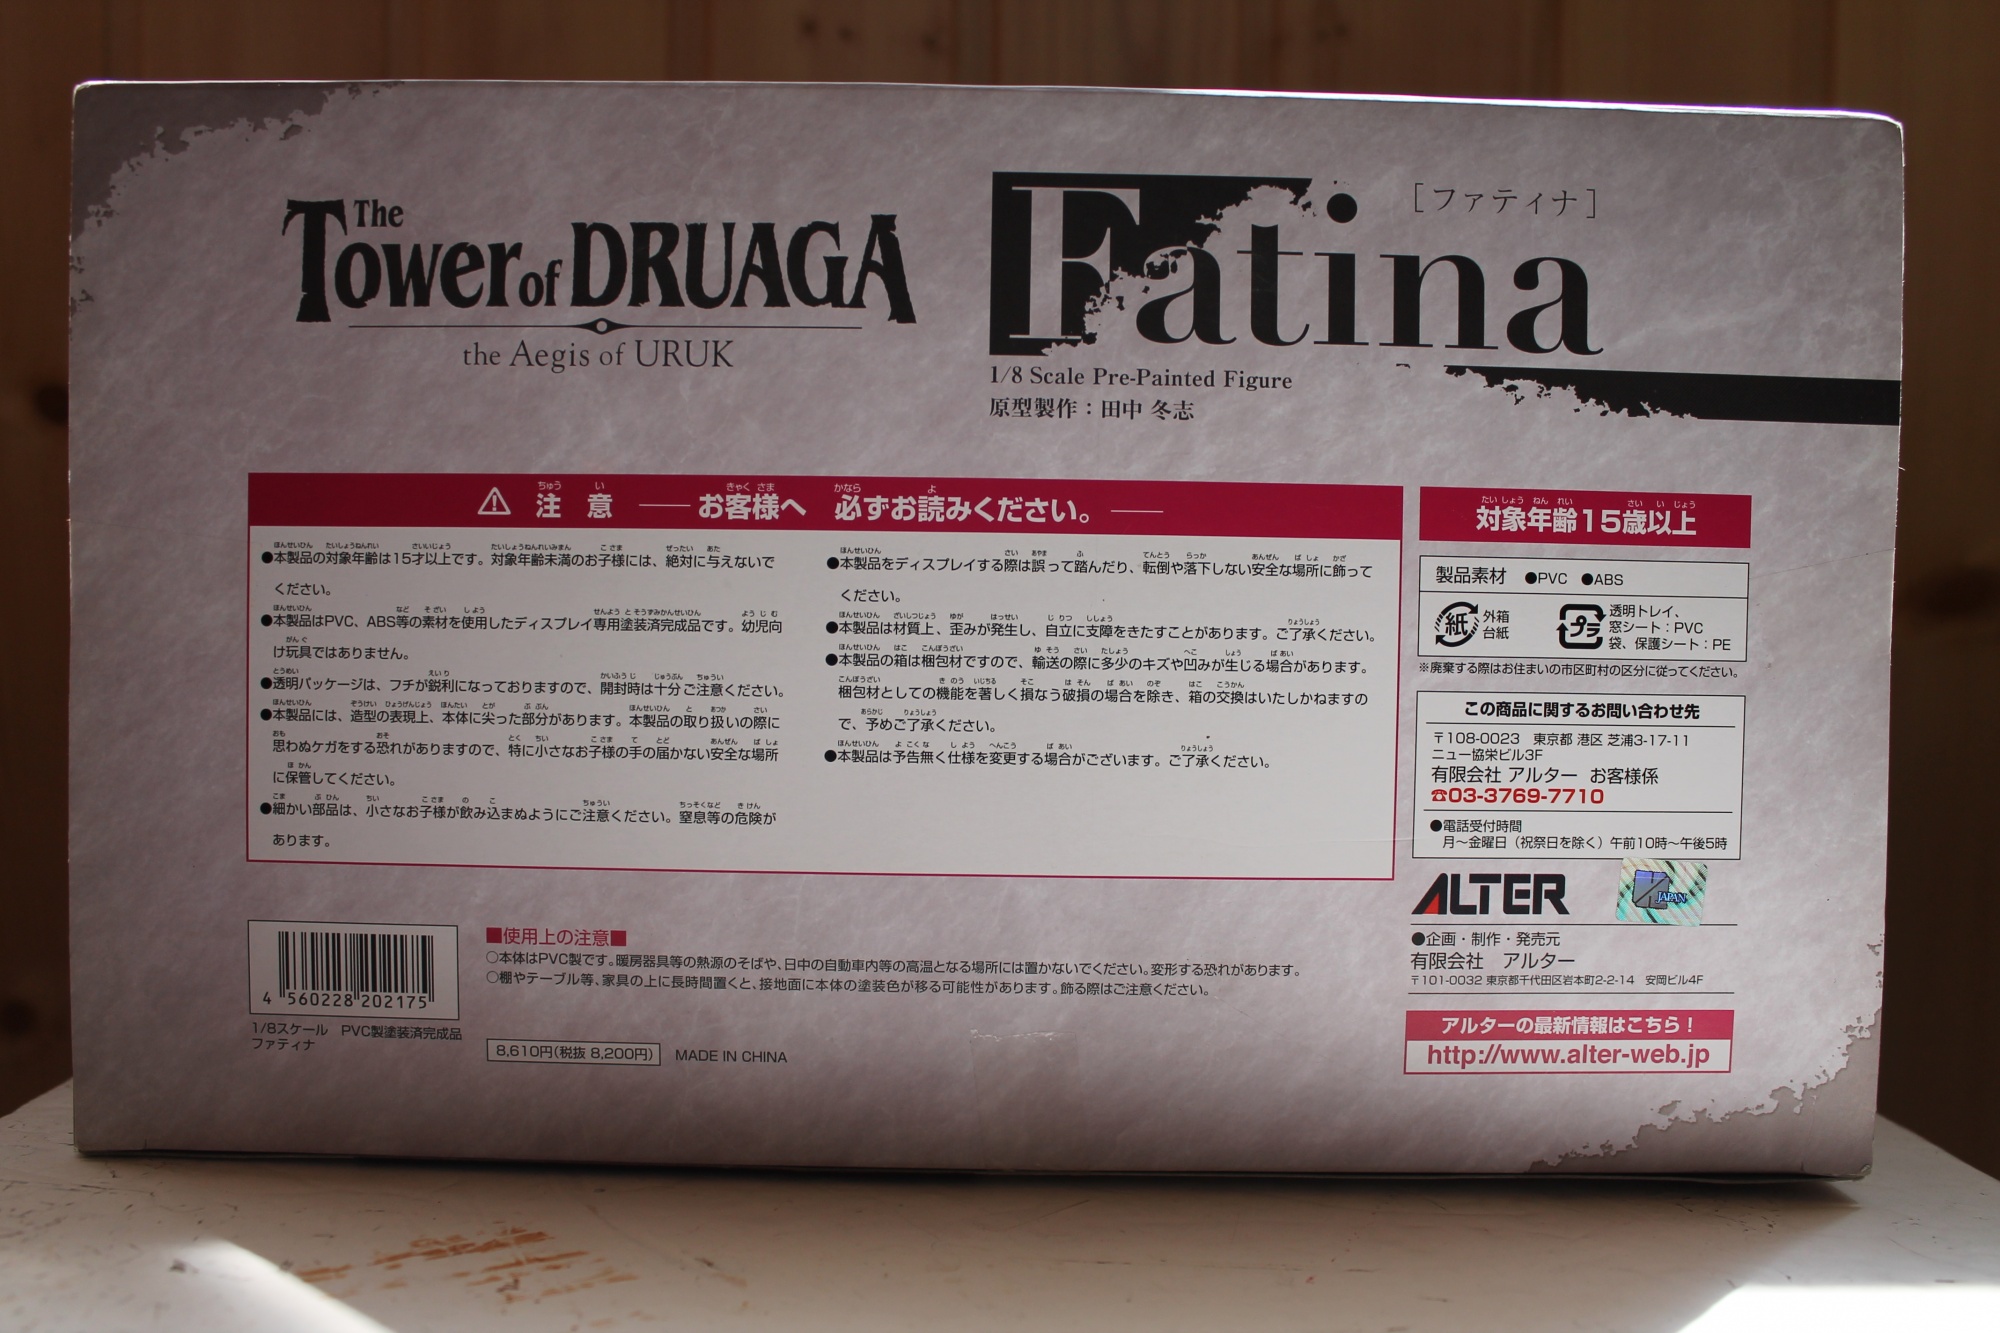 The
Tower of DRUAGA
the Aegis of URUK
Fatina
[ファティナ]
1/8 Scale Pre-Painted Figure
原型製作：田中 冬志
⚠ 注意 ── お客様へ 必ずお読みください。──
●本製品の対象年齢は15才以上です。対象年齢未満のお子様には、絶対に与えないで
ください。
●本製品はPVC、ABS等の素材を使用したディスプレイ専用塗装済完成品です。幼児向
け玩具ではありません。
●透明パッケージは、フチが鋭利になっておりますので、開封時は十分ご注意ください。
●本製品には、造型の表現上、本体に尖った部分があります。本製品の取り扱いの際に
思わぬケガをする恐れがありますので、特に小さなお子様の手の届かない安全な場所
に保管してください。
●細かい部品は、小さなお子様が飲み込まぬようにご注意ください。窒息等の危険が
あります。
●本製品をディスプレイする際は誤って踏んだり、転倒や落下しない安全な場所に飾って
ください。
●本製品は材質上、歪みが発生し、自立に支障をきたすことがあります。ご了承ください。
●本製品の箱は梱包材ですので、輸送の際に多少のキズや凹みが生じる場合があります。
梱包材としての機能を著しく損なう破損の場合を除き、箱の交換はいたしかねますの
で、予めご了承ください。
●本製品は予告無く仕様を変更する場合がございます。ご了承ください。
対象年齢15歳以上
製品素材 ●PVC ●ABS
紙 外箱
台紙
プラ 透明トレイ、
窓シート：PVC
袋、保護シート：PE
※廃棄する際はお住まいの市区町村の区分に従ってください。
この商品に関するお問い合わせ先
〒108-0023 東京都 港区 芝浦3-17-11
ニュー協栄ビル3F
有限会社 アルター お客様係
☎03-3769-7710
●電話受付時間
月〜金曜日（祝祭日を除く）午前10時〜午後5時
ALTER
JAPAN
●企画・制作・発売元
有限会社 アルター
〒101-0032 東京都千代田区岩本町2-2-14 安岡ビル4F
アルターの最新情報はこちら！
http://www.alter-web.jp
4 560228 202175
1/8スケール PVC製塗装済完成品
ファティナ
■使用上の注意■
○本体はPVC製です。暖房器具等の熱源のそばや、日中の自動車内等の高温となる場所には置かないでください。変形する恐れがあります。
○棚やテーブル等、家具の上に長時間置くと、接地面に本体の塗装色が移る可能性があります。飾る際はご注意ください。
8,610円(税抜 8,200円)
MADE IN CHINA